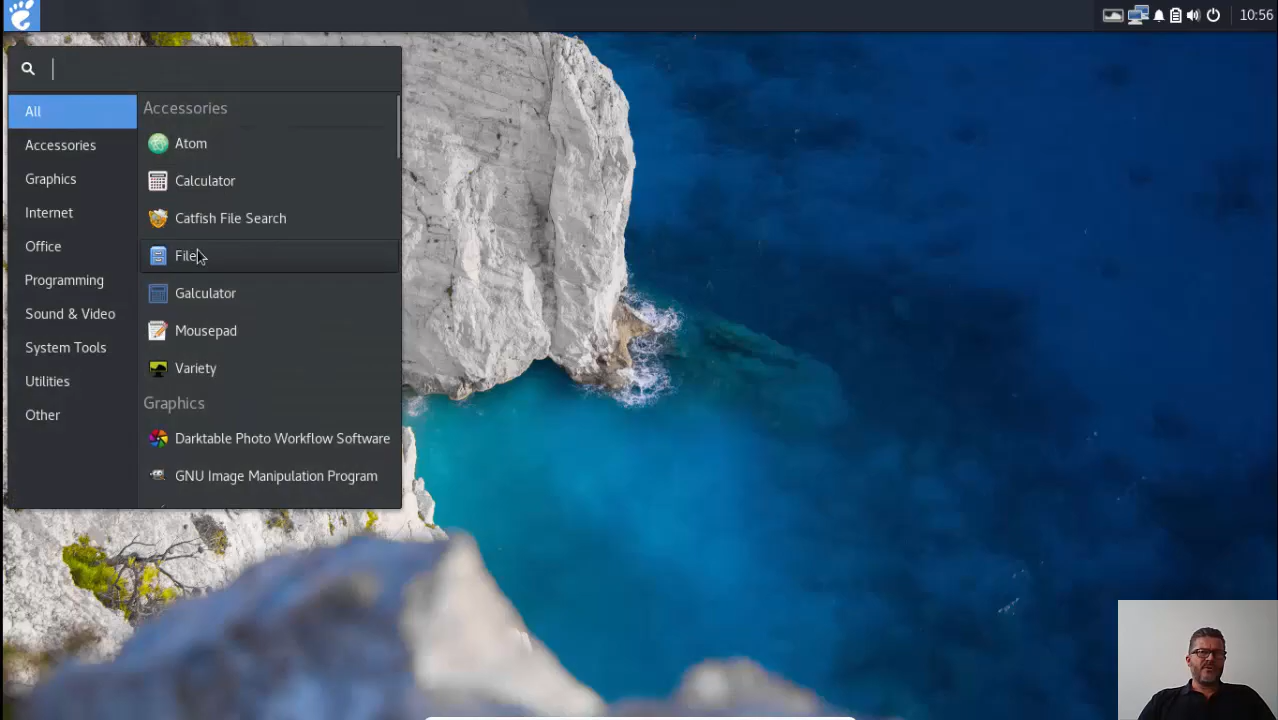 10:56
All
Accessories
Graphics
Internet
Office
Programming
Sound & Video
System Tools
Utilities
Other
Accessories
Atom
Calculator
Catfish File Search
File
Galculator
Mousepad
Variety
Graphics
Darktable Photo Workflow Software
GNU Image Manipulation Program